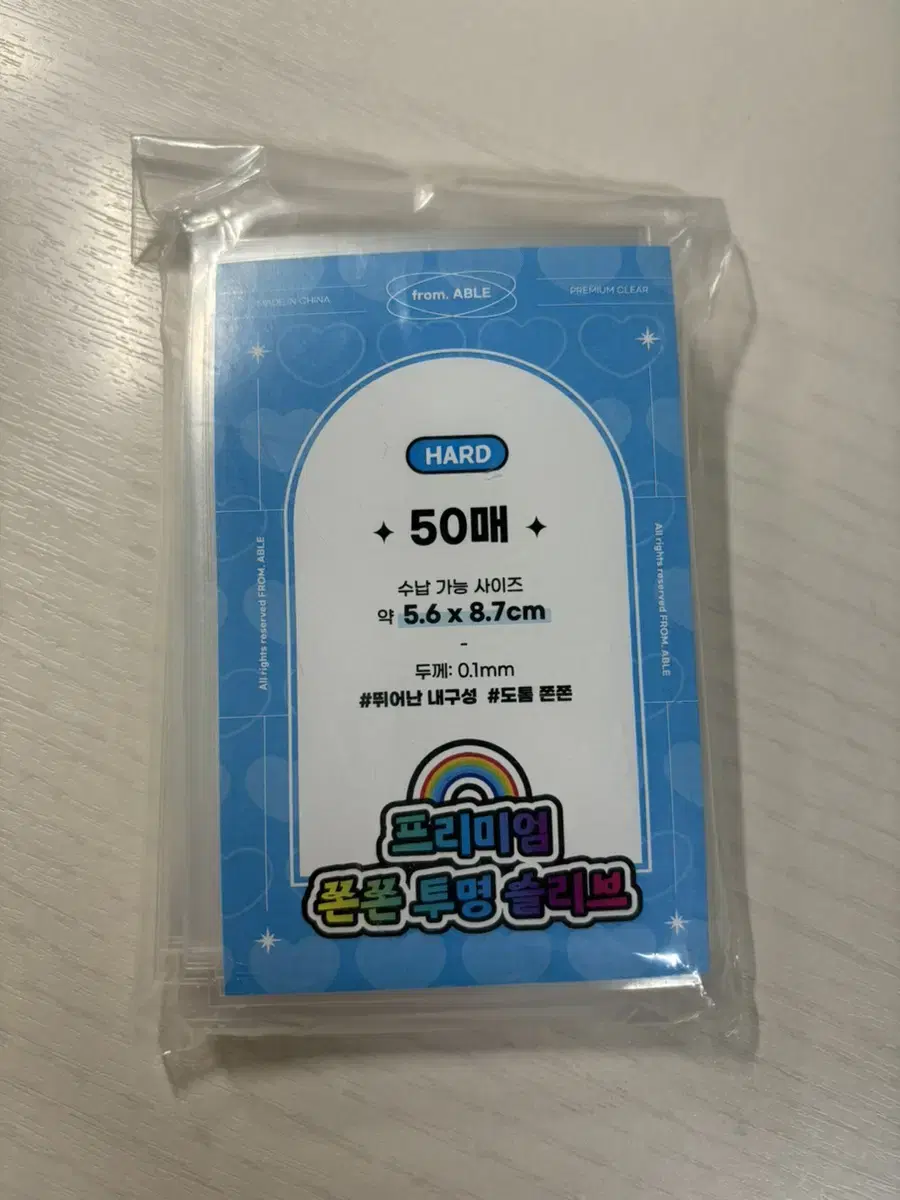 MADE IN CHINA
from. ABLE
PREMIUM CLEAR
HARD
50매
수납 가능 사이즈
약 5.6 x 8.7cm
-
두께: 0.1mm
#뛰어난 내구성 #도톰 쫀쫀
프리미엄
쫀쫀 투명 슬리브
All rights reserved FROM. ABLE
All rights reserved FROM. ABLE